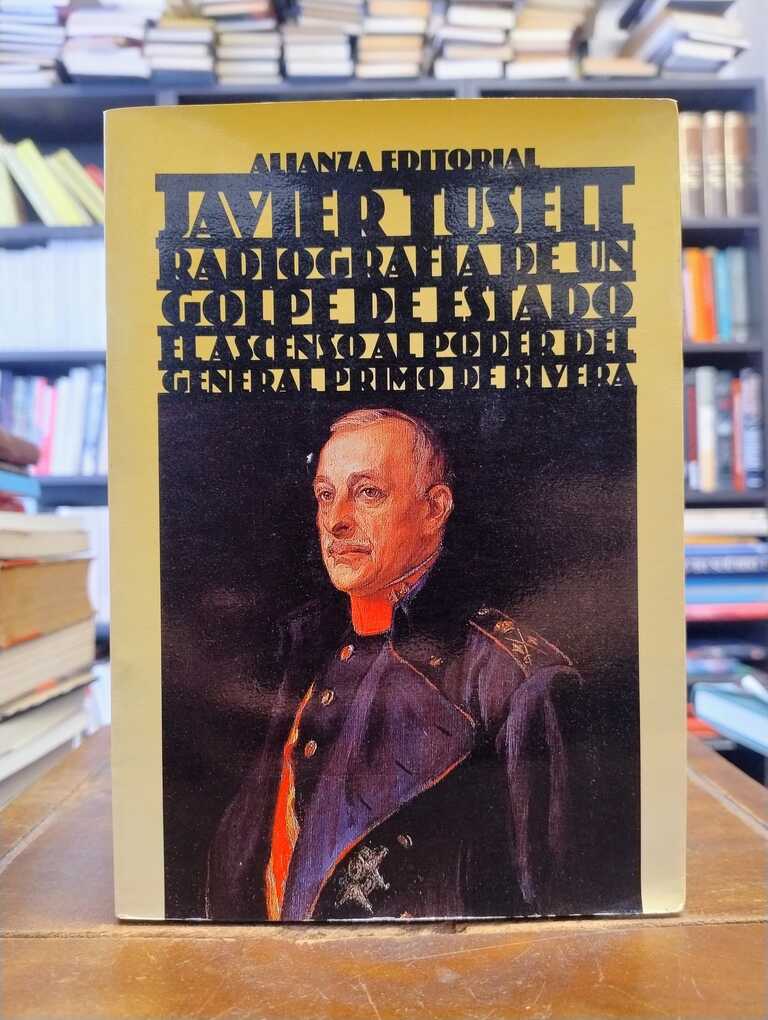 ALIANZA EDITORIAL
JAVIER TUSELL
RADIOGRAFIA DE UN
GOLPE DE ESTADO
EL ASCENSO AL PODER DEL
GENERAL PRIMO DE RIVERA